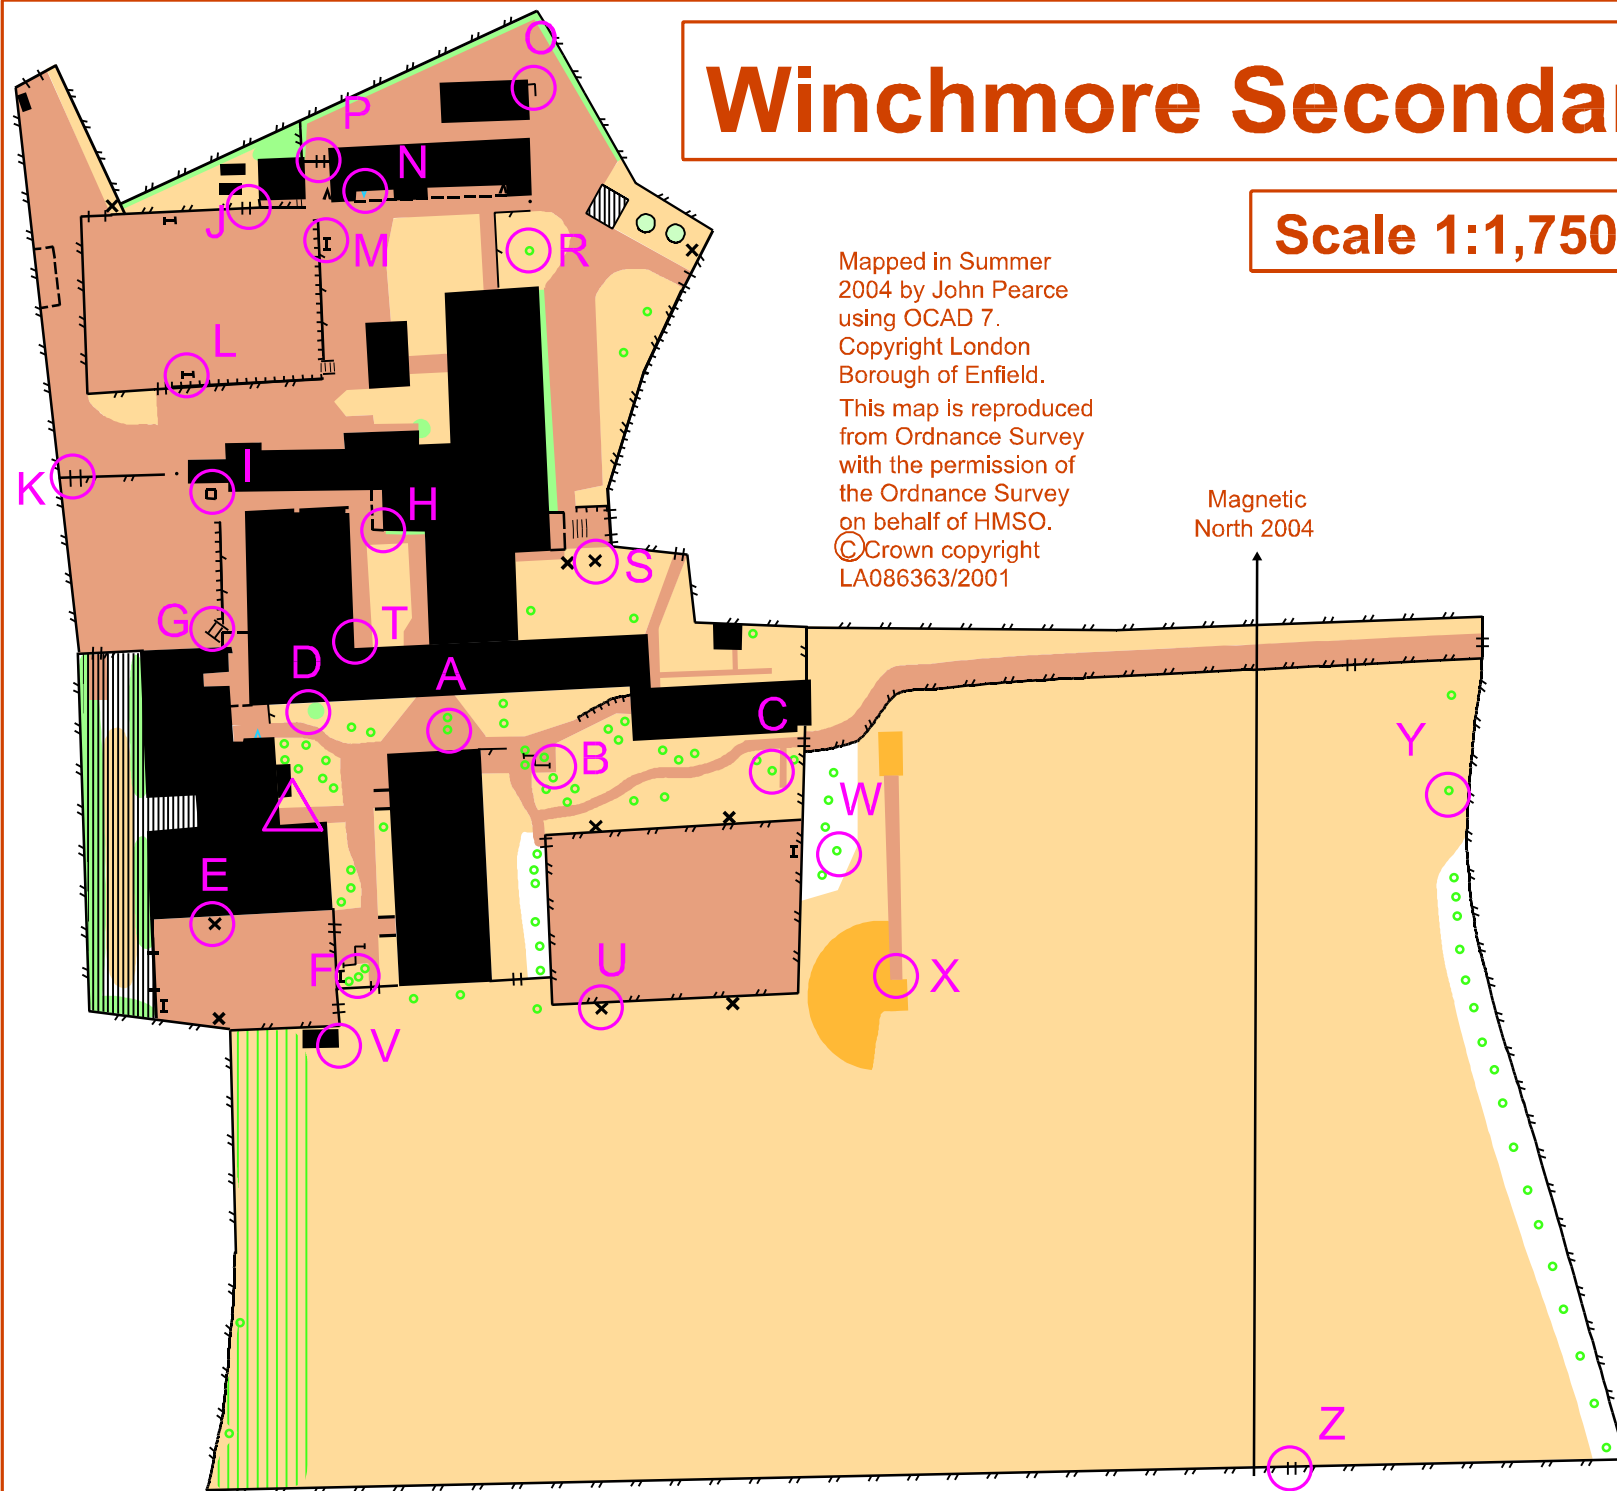 Winchmore Secondar
Scale 1:1,750
Mapped in Summer
2004 by John Pearce
using OCAD 7.
Copyright London
Borough of Enfield.
This map is reproduced
from Ordnance Survey
with the permission of
the Ordnance Survey
on behalf of HMSO.
©Crown copyright
LA086363/2001
Magnetic
North 2004
O
P
N
J
M
R
L
K
I
H
S
G
T
D
A
C
B
Y
W
E
F
U
X
V
Z